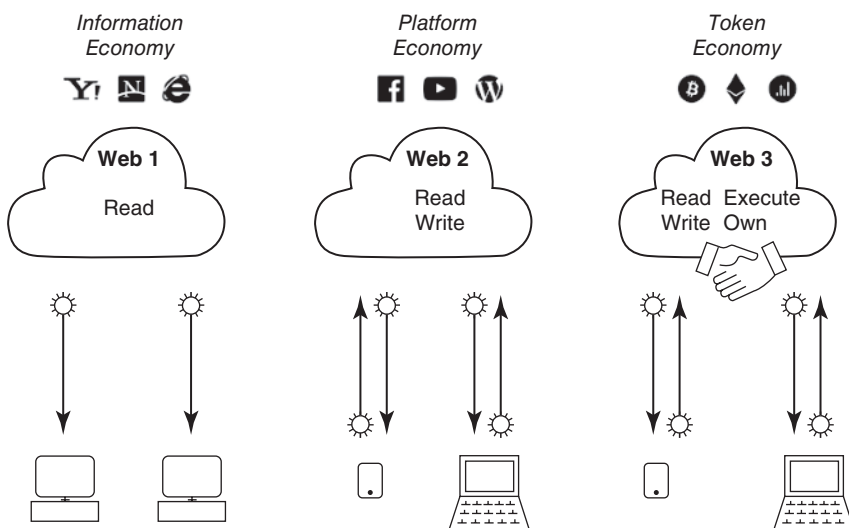 Information
Economy
Y!
N
Web 1
Read
Platform
Economy
f
W
Web 2
Read
Write
Token
Economy
₿
Web 3
Read Execute
Write Own